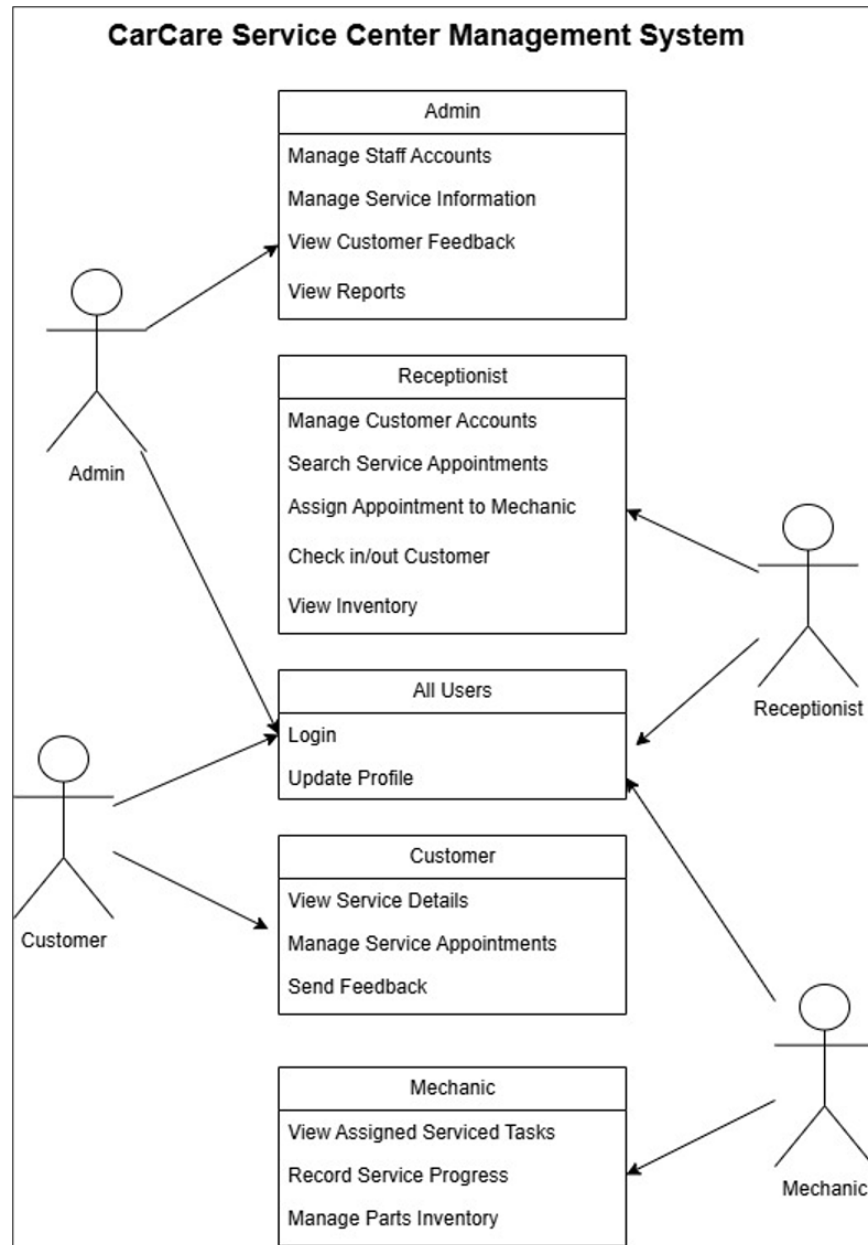 CarCare Service Center Management System
Admin
Manage Staff Accounts
Manage Service Information
View Customer Feedback
View Reports
Admin
Receptionist
Manage Customer Accounts
Search Service Appointments
Assign Appointment to Mechanic
Check in/out Customer
View Inventory
Receptionist
All Users
Login
Update Profile
Customer
Customer
View Service Details
Manage Service Appointments
Send Feedback
Mechanic
View Assigned Serviced Tasks
Record Service Progress
Manage Parts Inventory
Mechanic